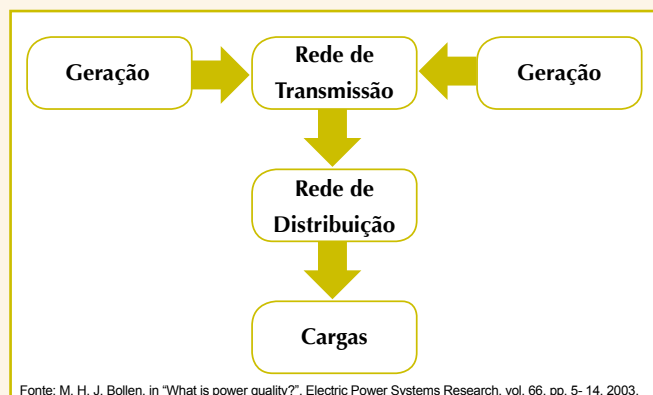 Geração
Rede de
Transmissão
Geração
Rede de
Distribuição
Cargas
Fonte: M. H. J. Bollen, in “What is power quality?”, Electric Power Systems Research, vol. 66, pp. 5- 14, 2003.